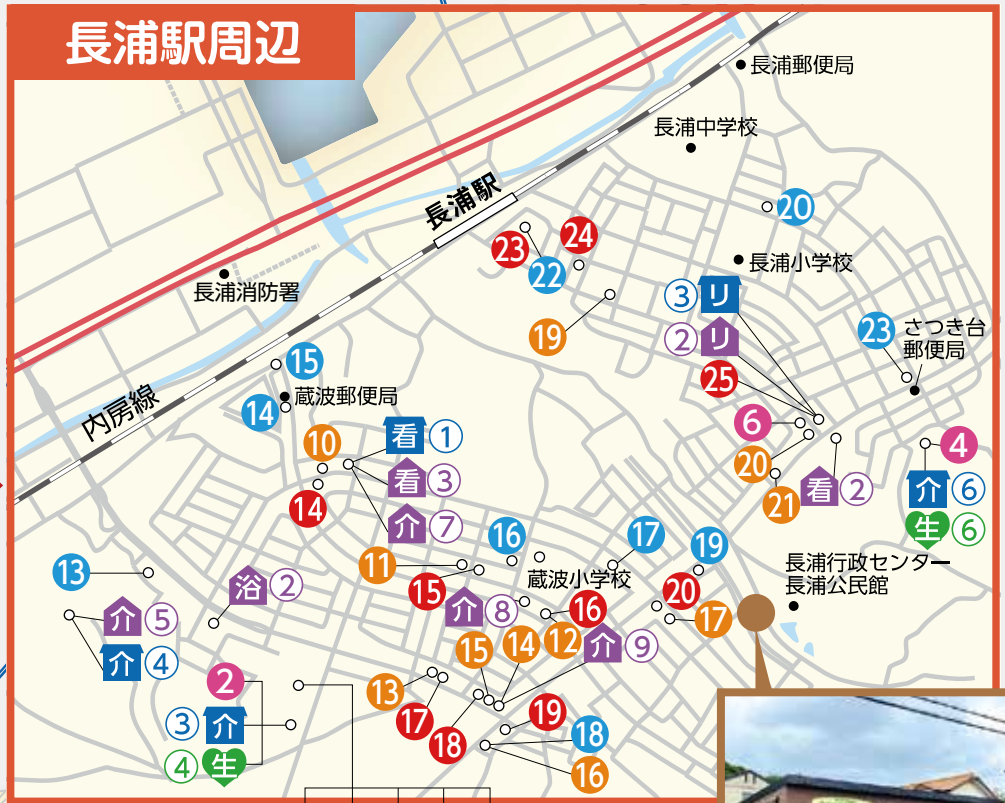 長浦駅周辺
長浦郵便局
長浦中学校
長浦駅
20
23
24
22
長浦小学校
長浦消防署
③ リ
19
② リ
23 さつき台
郵便局
25
15
内房線
14
蔵波郵便局
6
10
看 ①
20
4
看 ③
看 ②
介 ⑥
14
21
生 ⑥
介 ⑦
16
17
19
11
蔵波小学校
長浦行政センター
長浦公民館
13
浴 ②
15
20
介 ⑧
16
17
介 ⑤
12
介 ⑨
介 ④
15
14
2
13
17
19
③ 介
18
18
④ 生
16